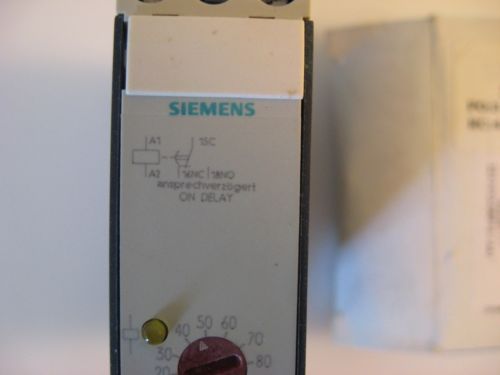 SIEMENS
A1 15C
A2 16NC 18NO
ansprechverzögert
ON DELAY
50
40 60
30 70
20 80